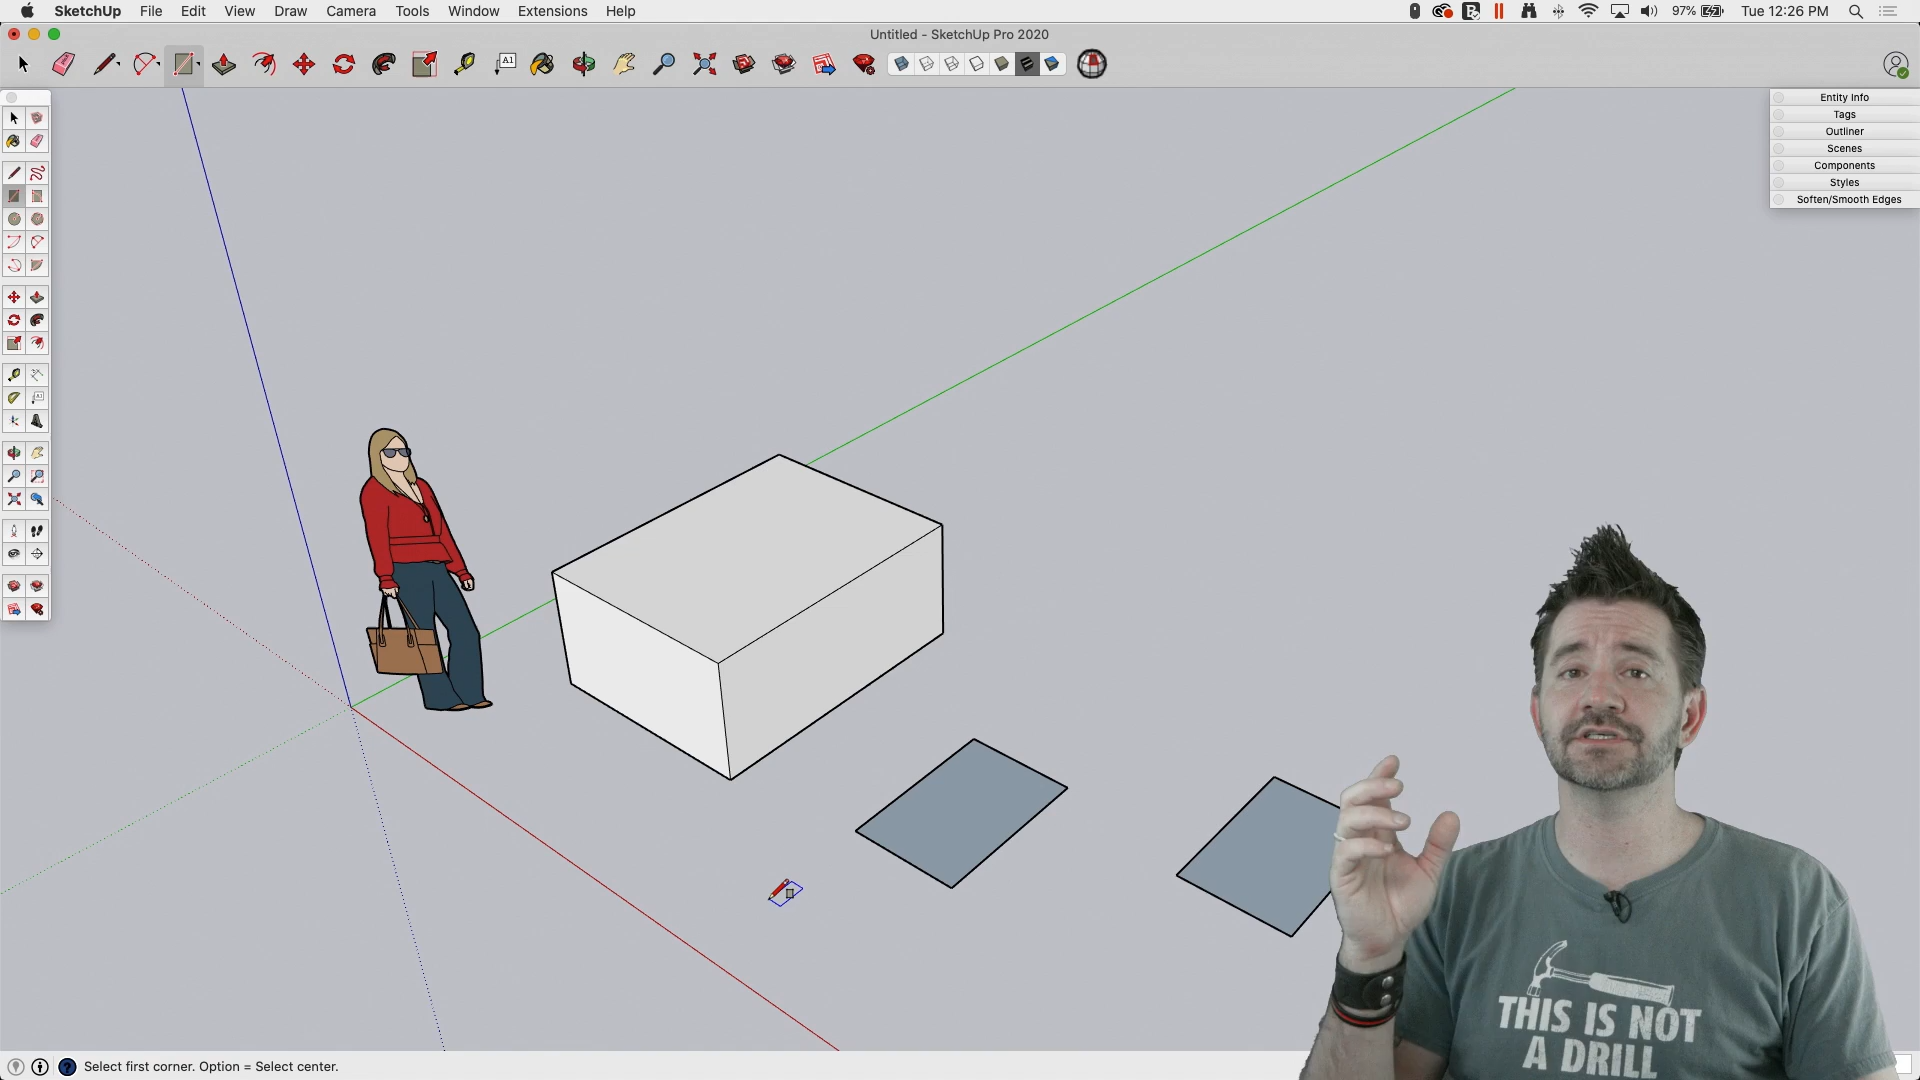 SketchUp File Edit View Draw Camera Tools Window Extensions Help 97% Tue 12:26 PM
Untitled - SketchUp Pro 2020
A1
Entity Info
Tags
Outliner
Scenes
Components
Styles
Soften/Smooth Edges
A1
THIS IS NOT
A DRILL
Select first corner. Option = Select center.